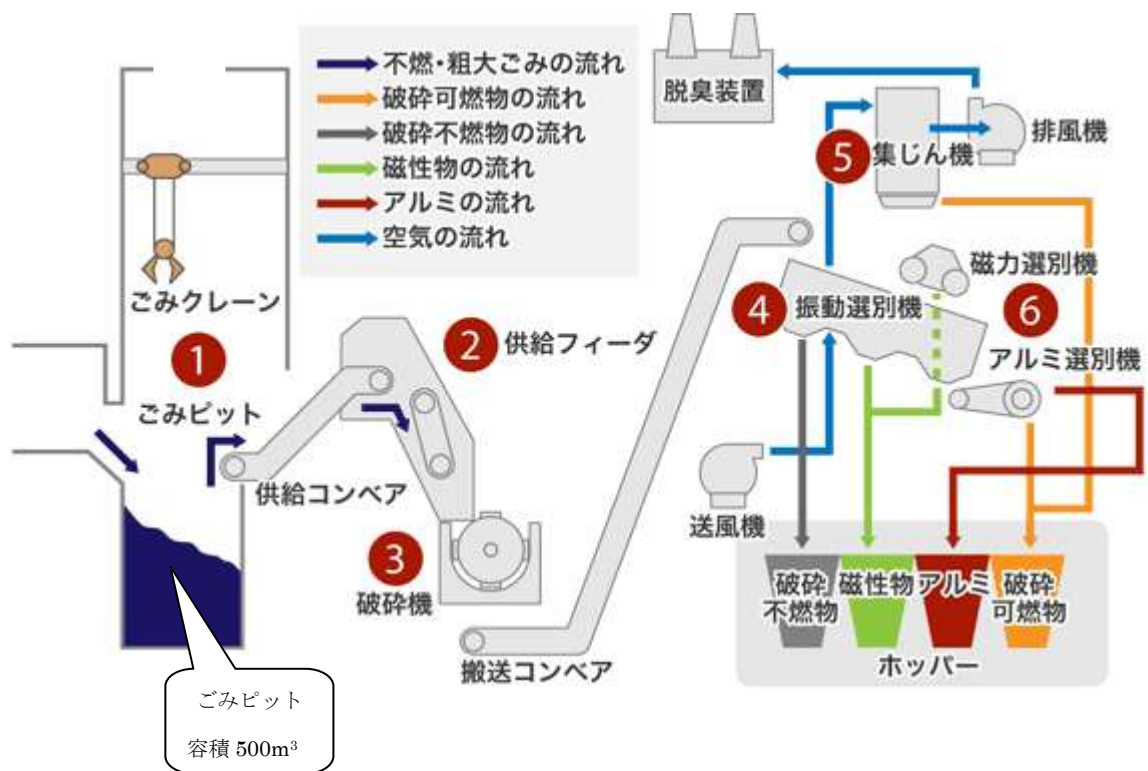 不燃・粗大ごみの流れ
破砕可燃物の流れ
破砕不燃物の流れ
磁性物の流れ
アルミの流れ
空気の流れ
脱臭装置
排風機
5 集じん機
磁力選別機
ごみクレーン
4 振動選別機
6
アルミ選別機
1
ごみピット
2 供給フィーダ
供給コンベア
送風機
3
破砕機
搬送コンベア
破砕
不燃物
磁性物
アルミ
破砕
可燃物
ホッパー
ごみピット
容積 500m³